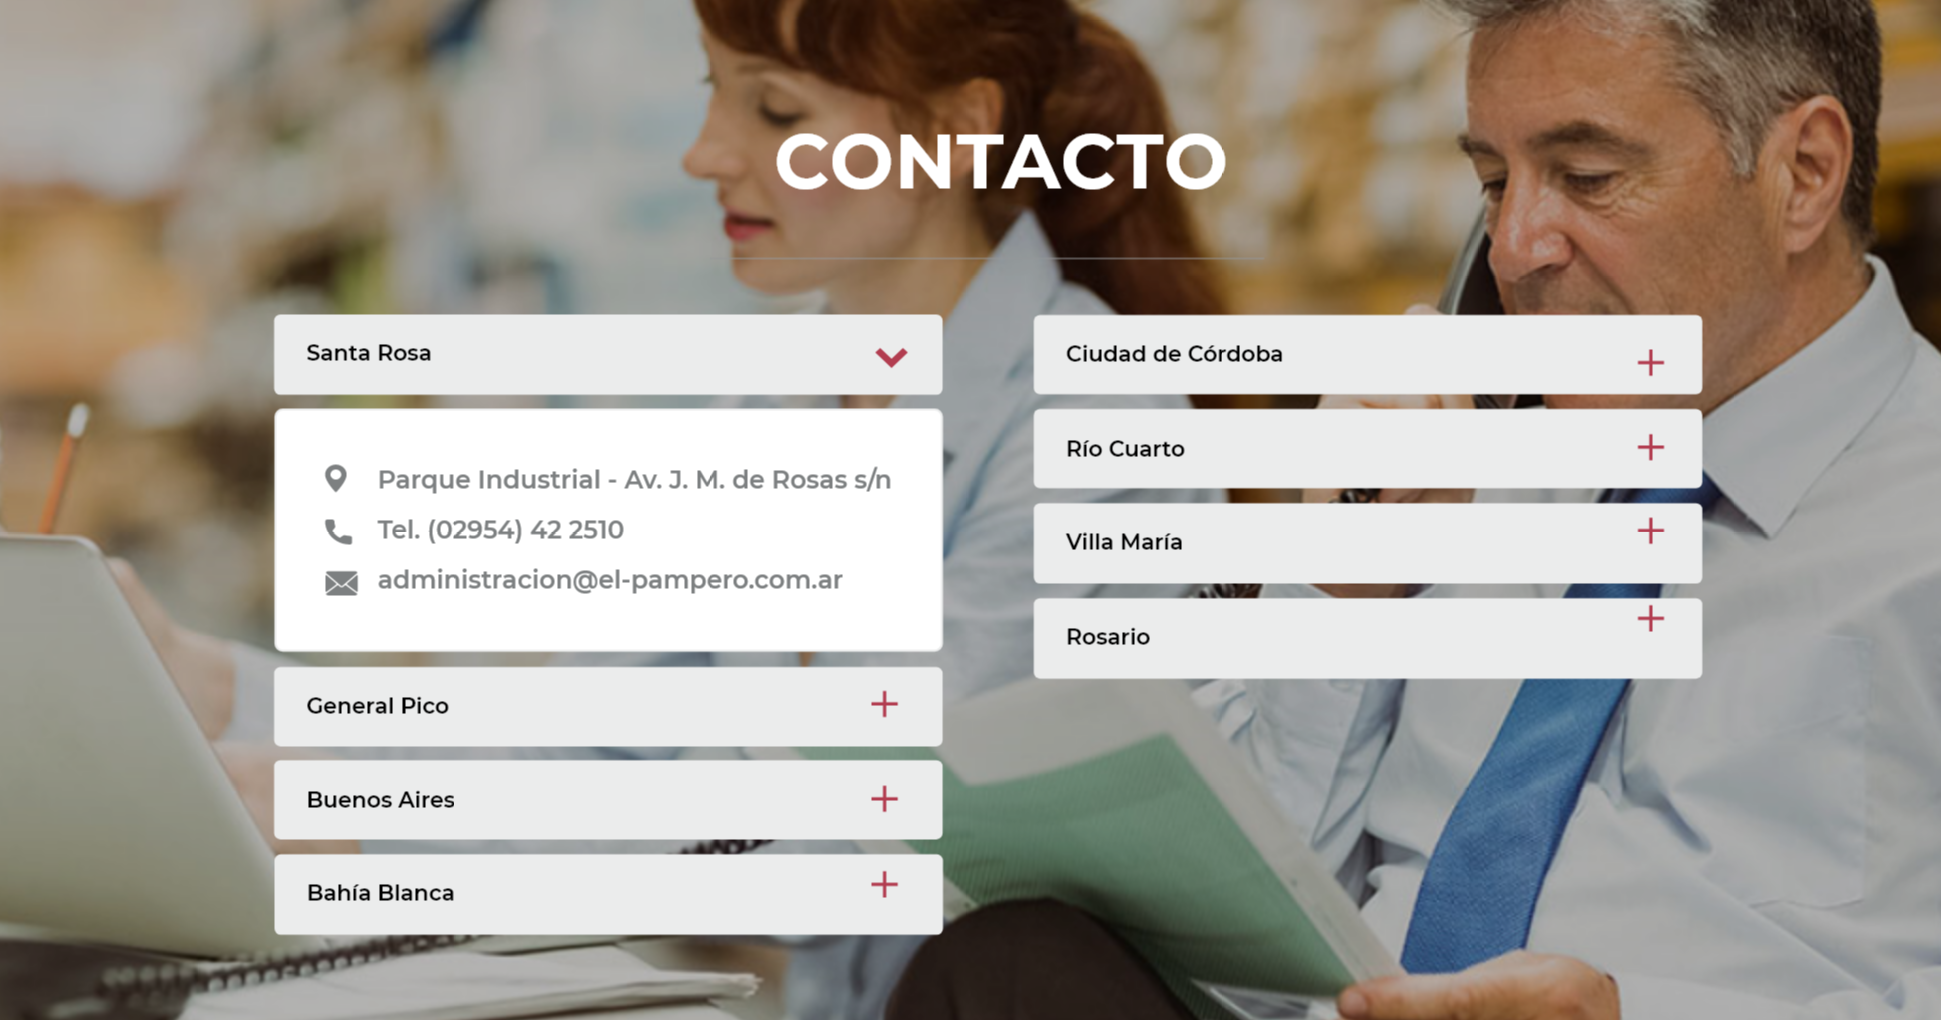 CONTACTO
Santa Rosa
Parque Industrial - Av. J. M. de Rosas s/n
Tel. (02954) 42 2510
administracion@el-pampero.com.ar
General Pico
Buenos Aires
Bahía Blanca
Ciudad de Córdoba
Río Cuarto
Villa María
Rosario